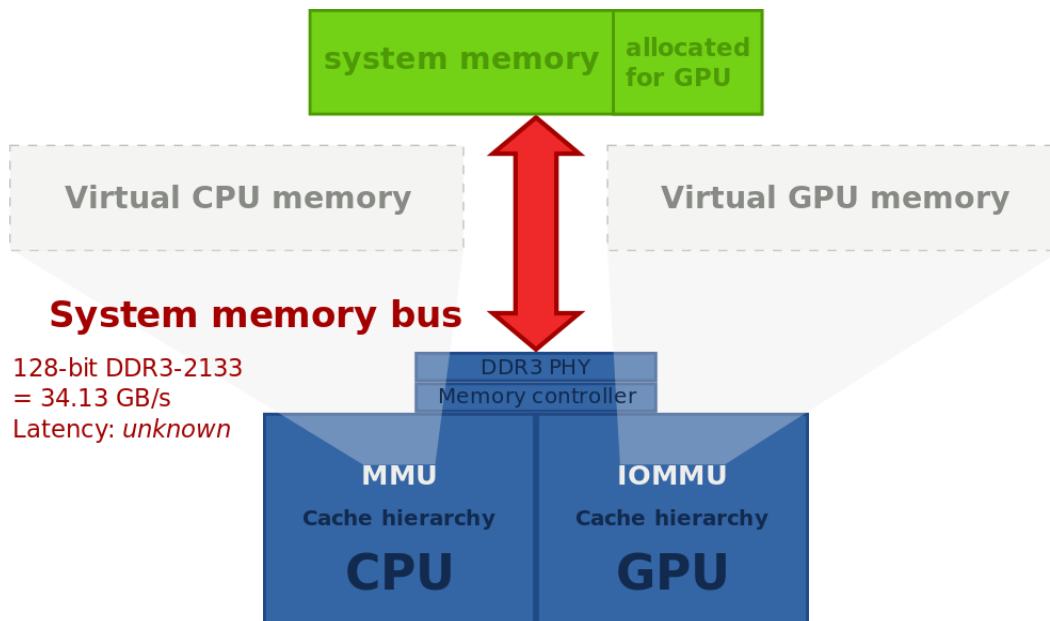 system memory
allocated
for GPU
Virtual CPU memory
Virtual GPU memory
System memory bus
128-bit DDR3-2133
= 34.13 GB/s
Latency: unknown
DDR3 PHY
Memory controller
MMU
IOMMU
Cache hierarchy
Cache hierarchy
CPU
GPU